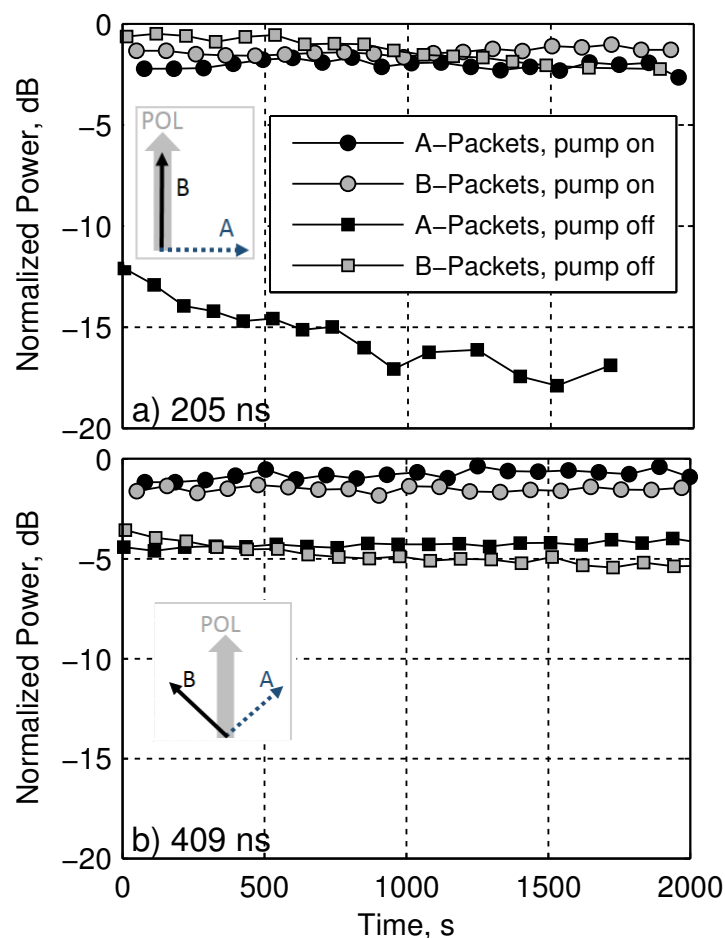 0
−5
−10
−15
−20
Normalized Power, dB
POL
B
A
A−Packets, pump on
B−Packets, pump on
A−Packets, pump off
B−Packets, pump off
a) 205 ns
0
−5
−10
−15
−20
Normalized Power, dB
POL
B
A
b) 409 ns
0 500 1000 1500 2000
Time, s